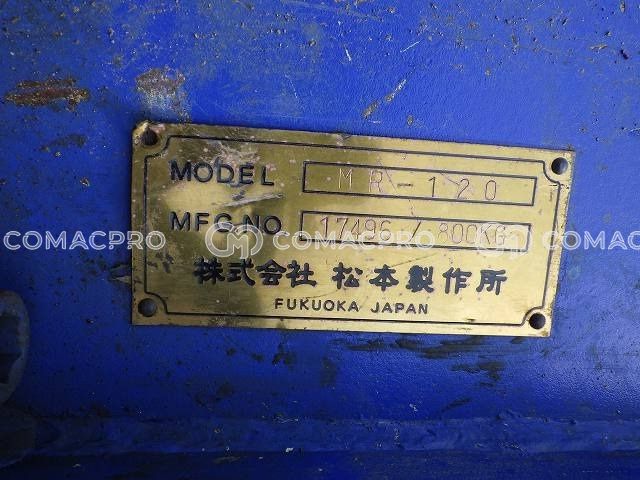 MODEL MR-120
MFG.NO. 17496 / 800KG
COMACPRO COMACPRO COMACPRO
株式会社 松本製作所
FUKUOKA JAPAN